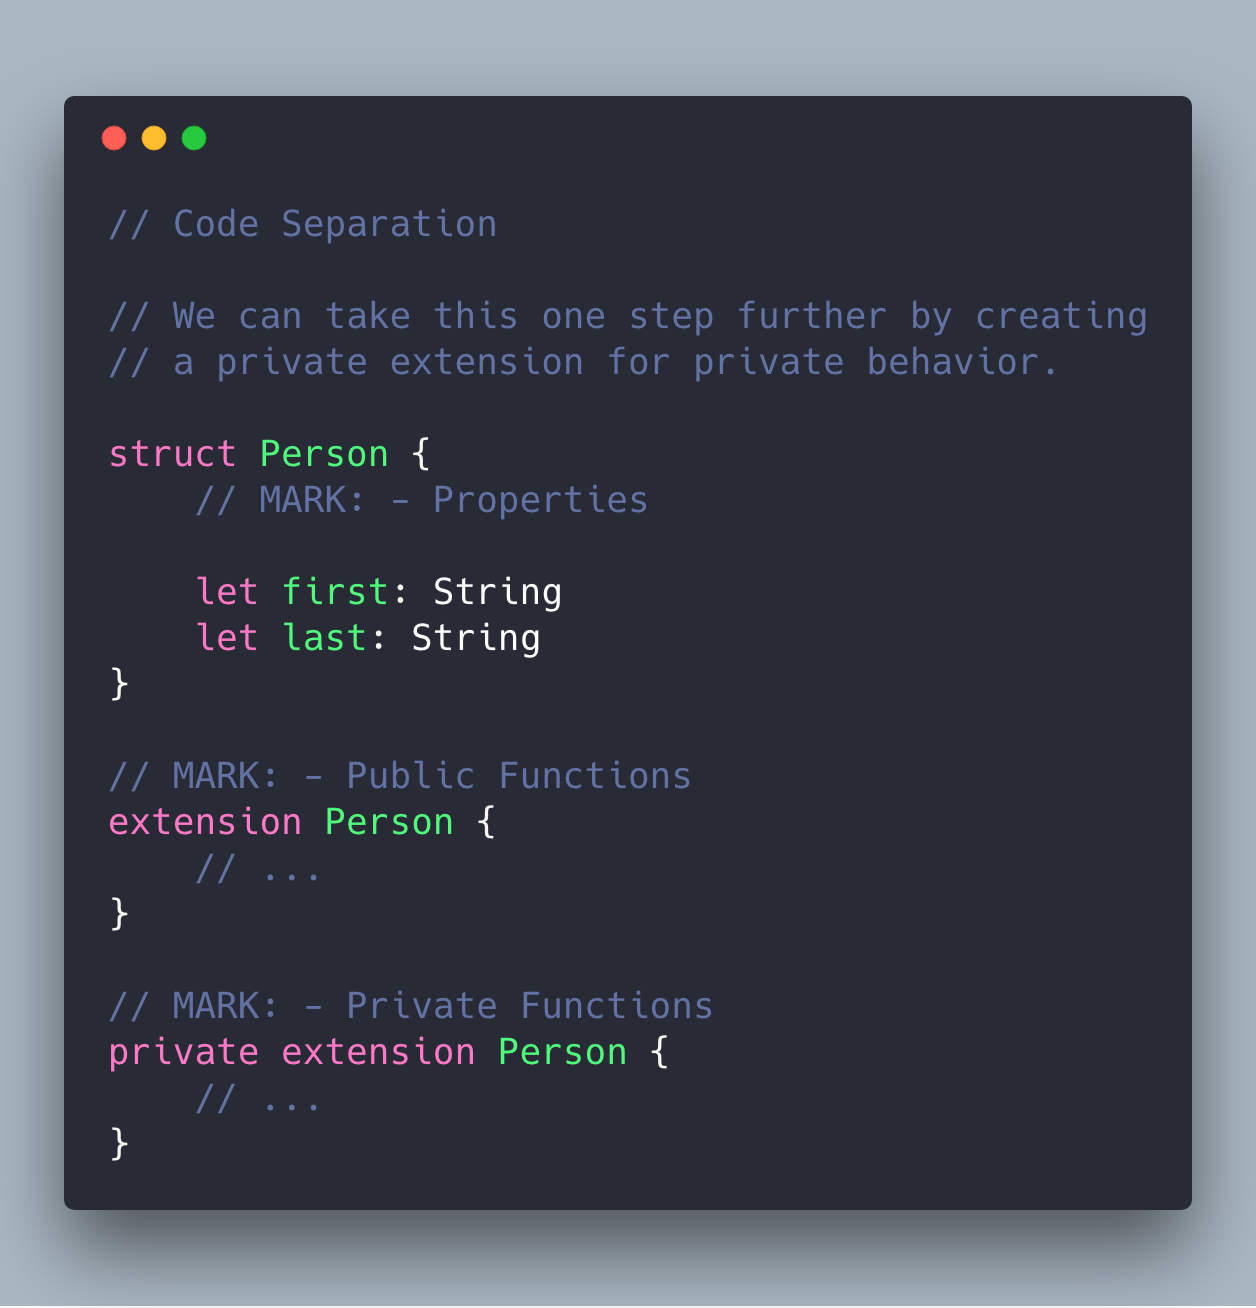 // Code Separation
// We can take this one step further by creating
// a private extension for private behavior.
struct Person {
    // MARK: - Properties
    let first: String
    let last: String
}
// MARK: - Public Functions
extension Person {
    // ...
}
// MARK: - Private Functions
private extension Person {
    // ...
}